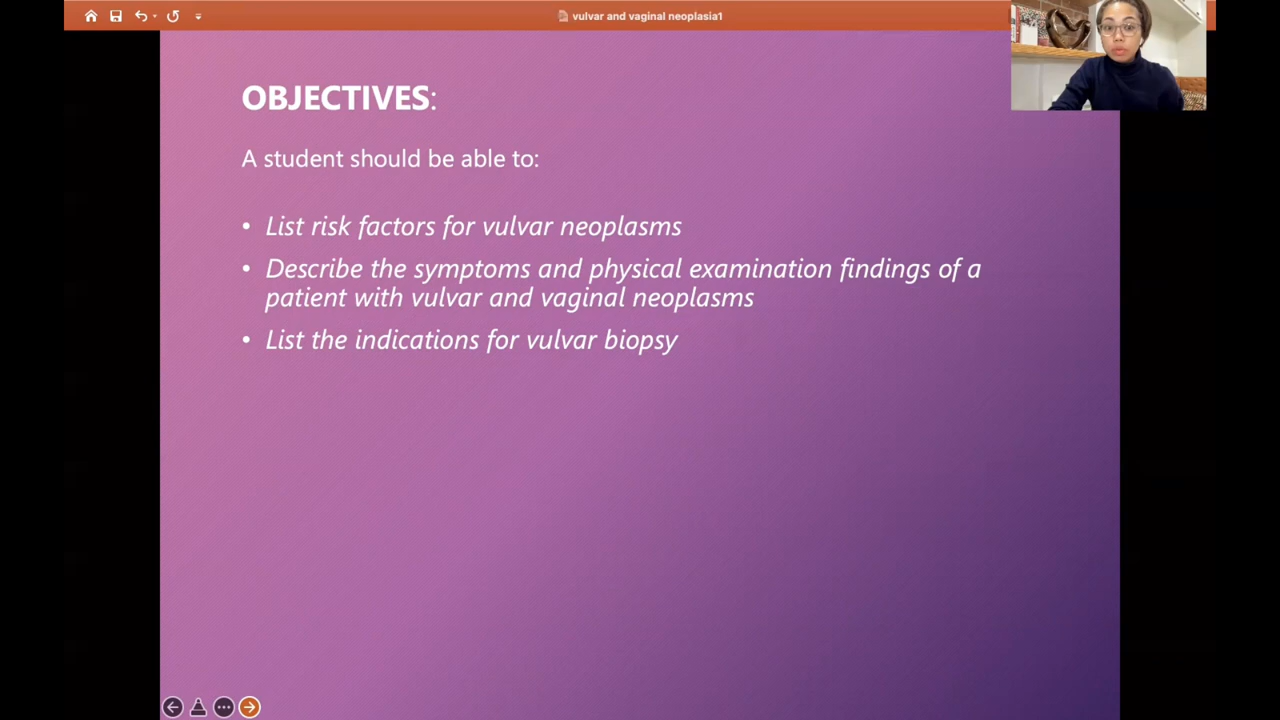 vulvar and vaginal neoplasia1
OBJECTIVES:
A student should be able to:
• List risk factors for vulvar neoplasms
• Describe the symptoms and physical examination findings of a
patient with vulvar and vaginal neoplasms
• List the indications for vulvar biopsy